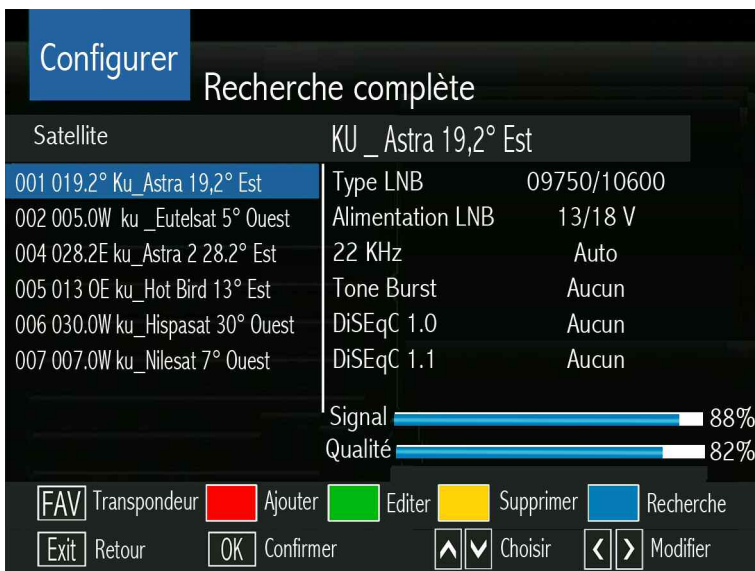 Configurer
Recherche complète
Satellite
KU _ Astra 19,2° Est
001 019.2° Ku_Astra 19,2° Est
002 005.0W ku _Eutelsat 5° Ouest
004 028.2E ku_Astra 2 28.2° Est
005 013 0E ku_Hot Bird 13° Est
006 030.0W ku_Hispasat 30° Ouest
007 007.0W ku_Nilesat 7° Ouest
Type LNB 09750/10600
Alimentation LNB 13/18 V
22 KHz Auto
Tone Burst Aucun
DiSEqC 1.0 Aucun
DiSEqC 1.1 Aucun
Signal 88%
Qualité 82%
FAV Transpondeur Ajouter Editer Supprimer Recherche
Exit Retour OK Confirmer Choisir Modifier